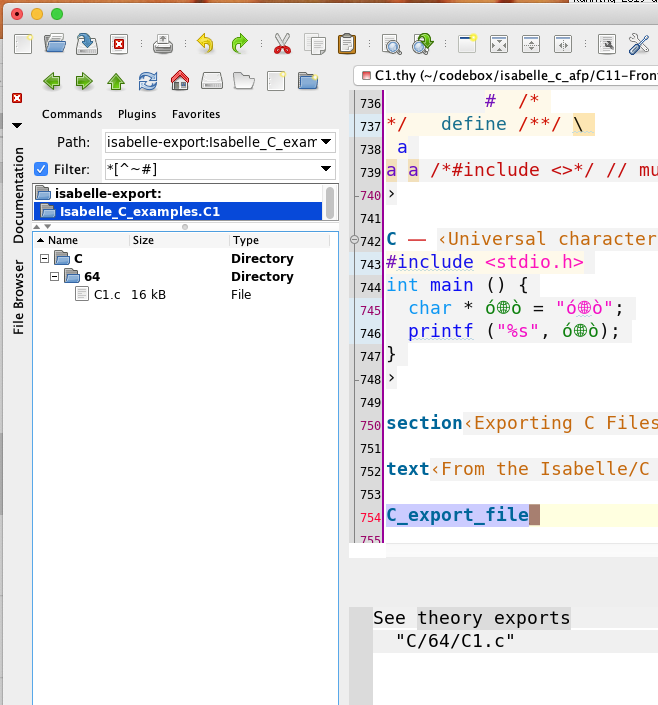 C1.thy (~/codebox/isabelle_c_afp/C11-Fron
Commands Plugins Favorites
Path: isabelle-export:Isabelle_C_exam
Filter: *[^~#]
isabelle-export:
Isabelle_C_examples.C1
Name Size Type
C Directory
64 Directory
C1.c 16 kB File
Documentation
File Browser
736 # /*
737 */ define /**/ \
738 a
739 a a /*#include <>*/ // mu
740 ›
741
742 C — ‹Universal character
743 #include <stdio.h>
744 int main () {
745 char * ó🌐ò = "ó🌐ò";
746 printf ("%s", ó🌐ò);
747 }
748 ›
749
750 section‹Exporting C Files
751
752 text‹From the Isabelle/C
753
754 C_export_file
755
See theory exports
"C/64/C1.c"